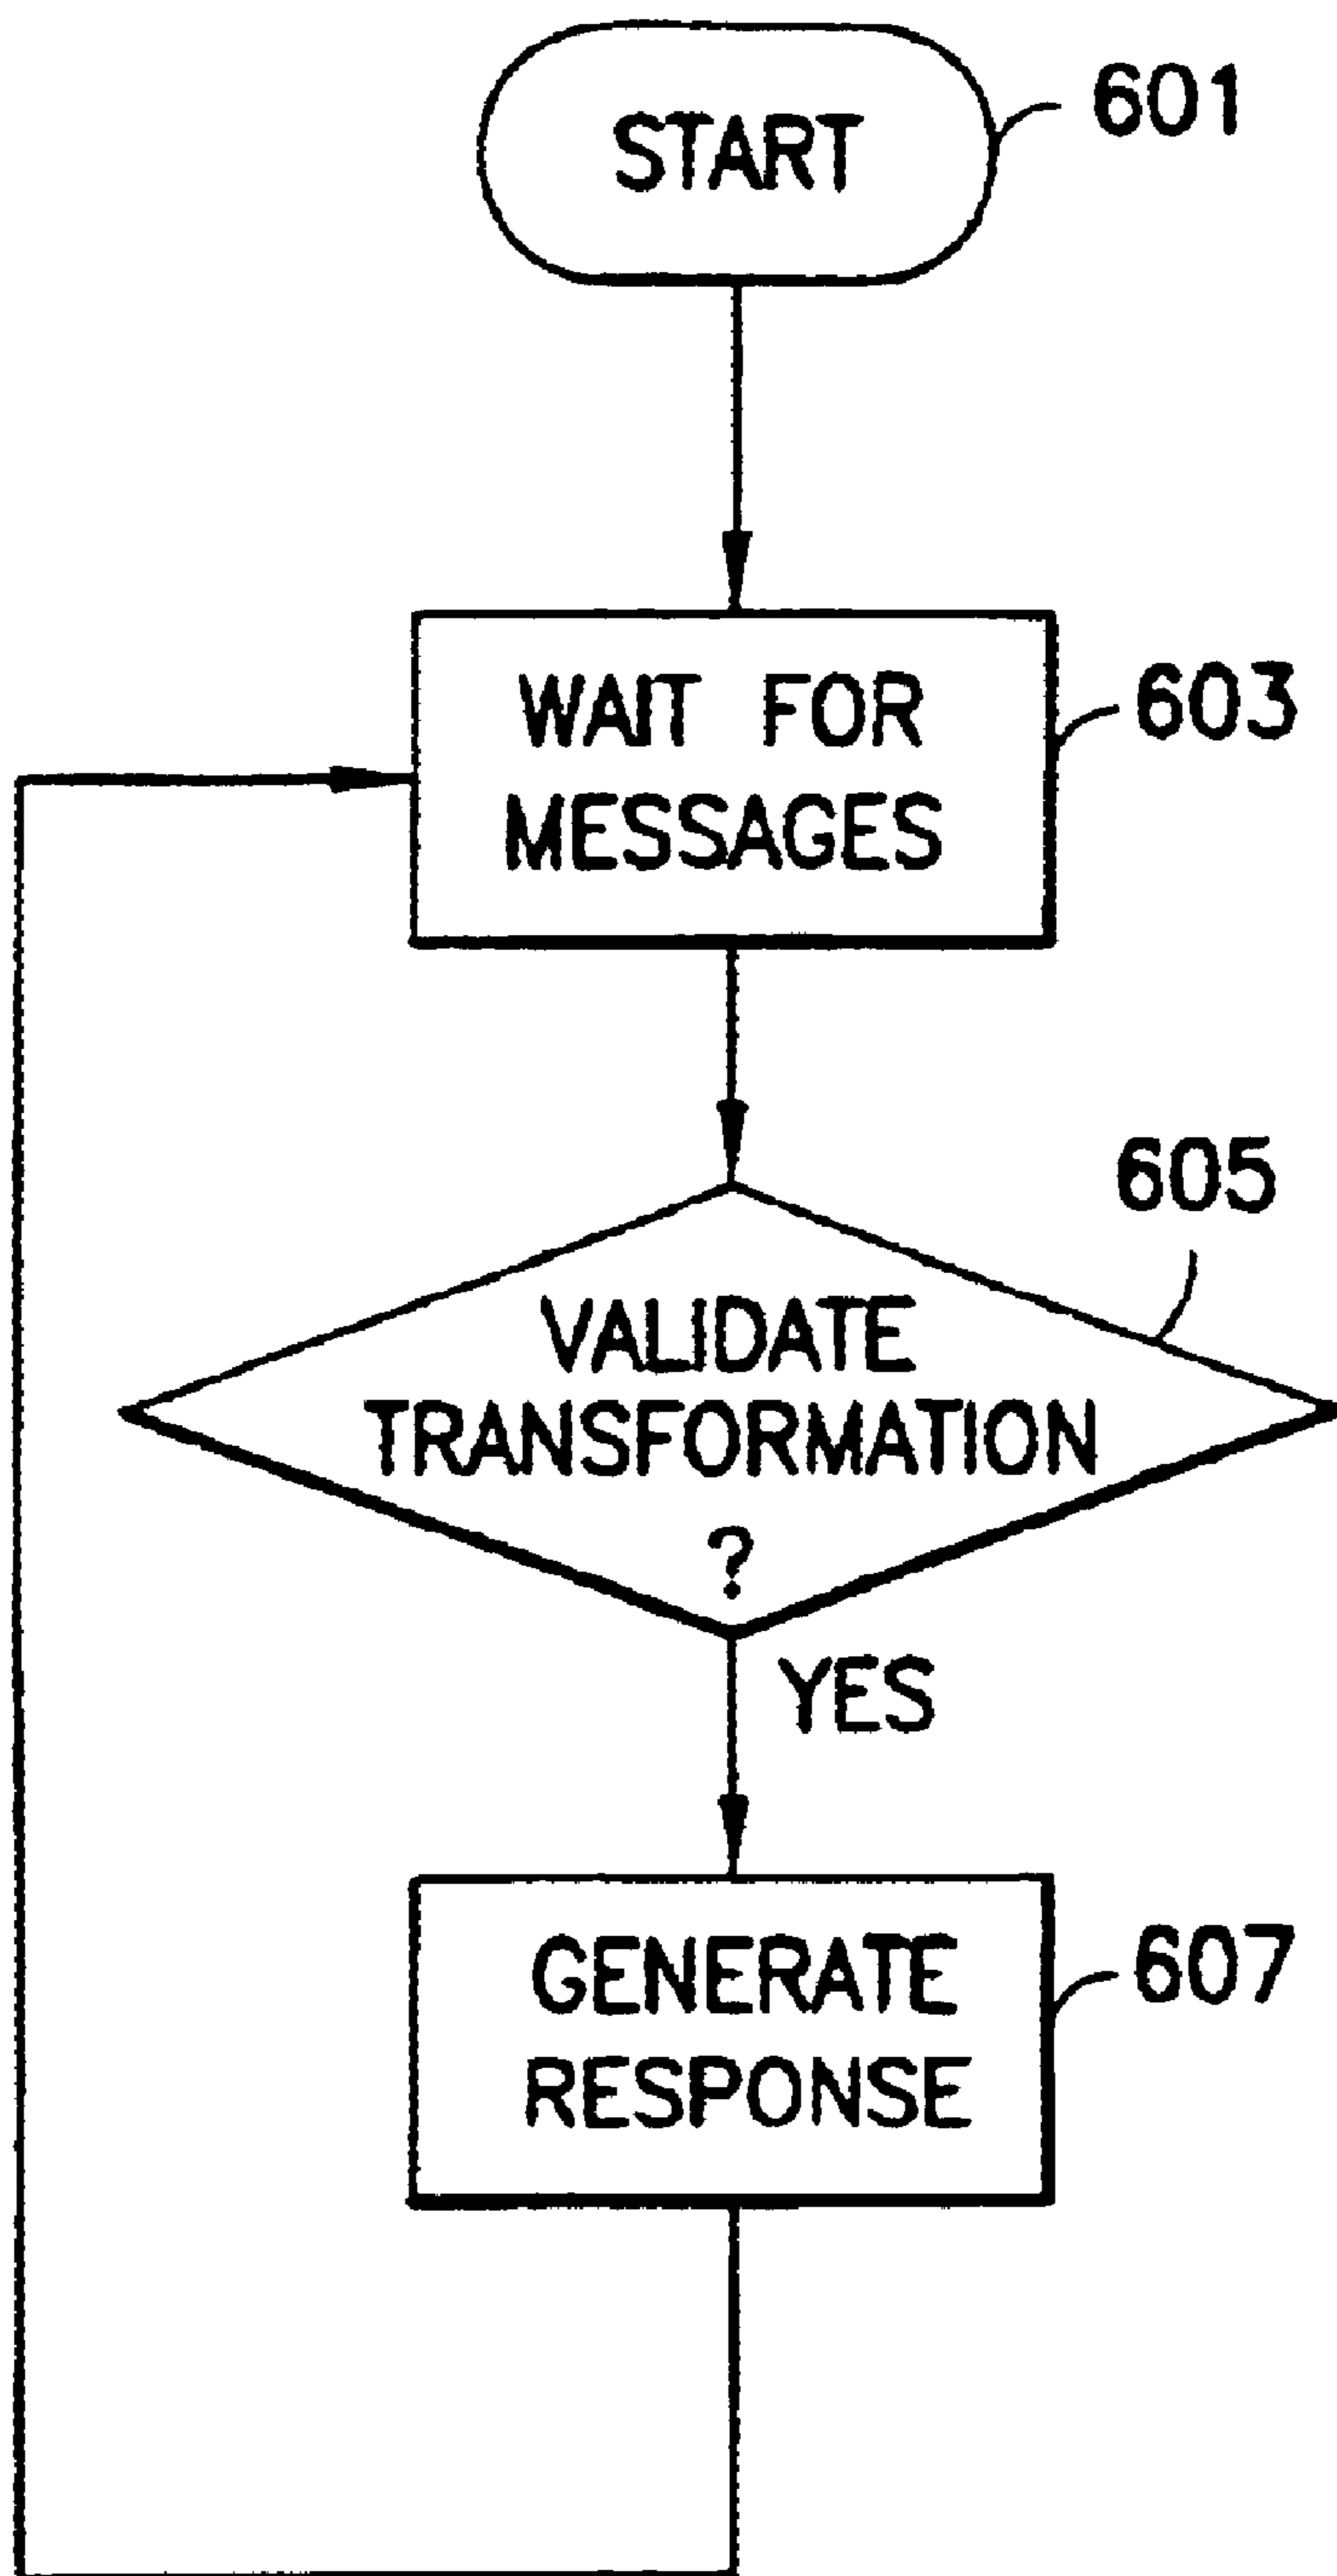 START
601
WAIT FOR
MESSAGES
603
605
VALIDATE
TRANSFORMATION
?
YES
GENERATE
RESPONSE
607